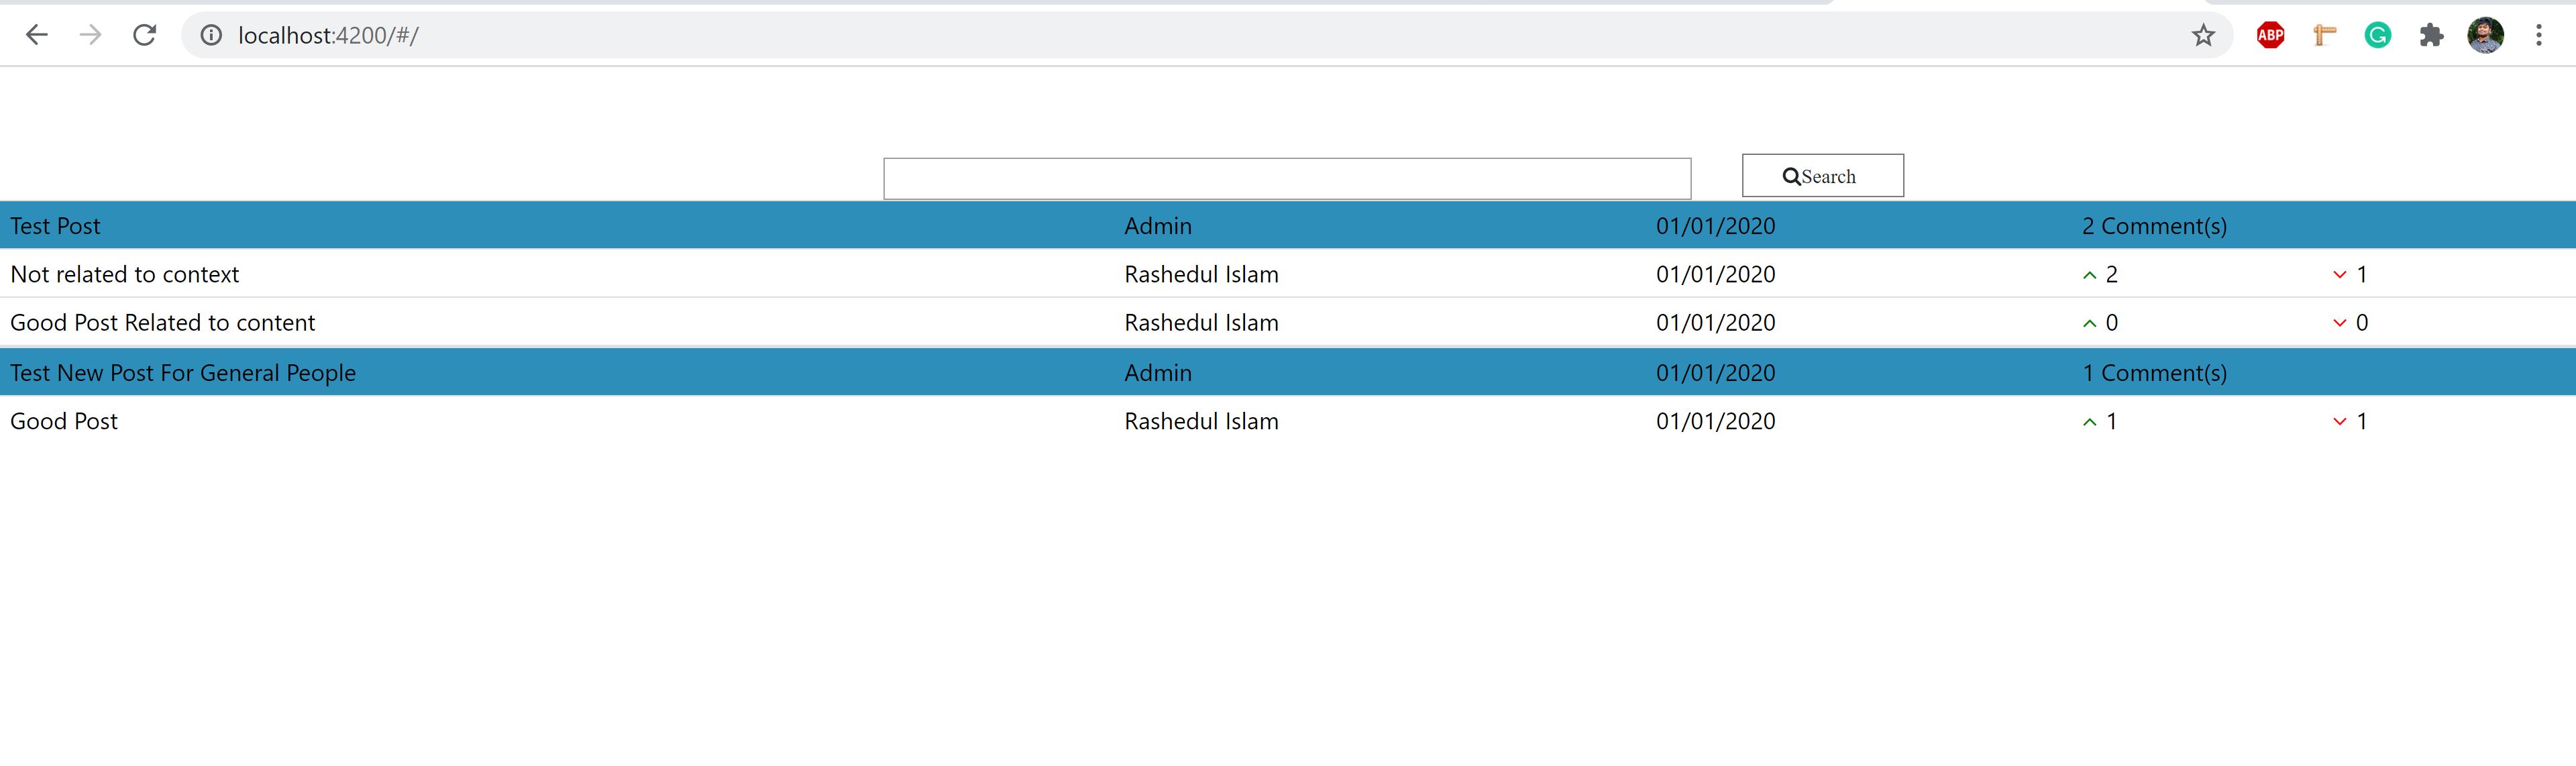 localhost:4200/#/
ABP
Search
Test Post Admin 01/01/2020 2 Comment(s)
Not related to context Rashedul Islam 01/01/2020 2 1
Good Post Related to content Rashedul Islam 01/01/2020 0 0
Test New Post For General People Admin 01/01/2020 1 Comment(s)
Good Post Rashedul Islam 01/01/2020 1 1